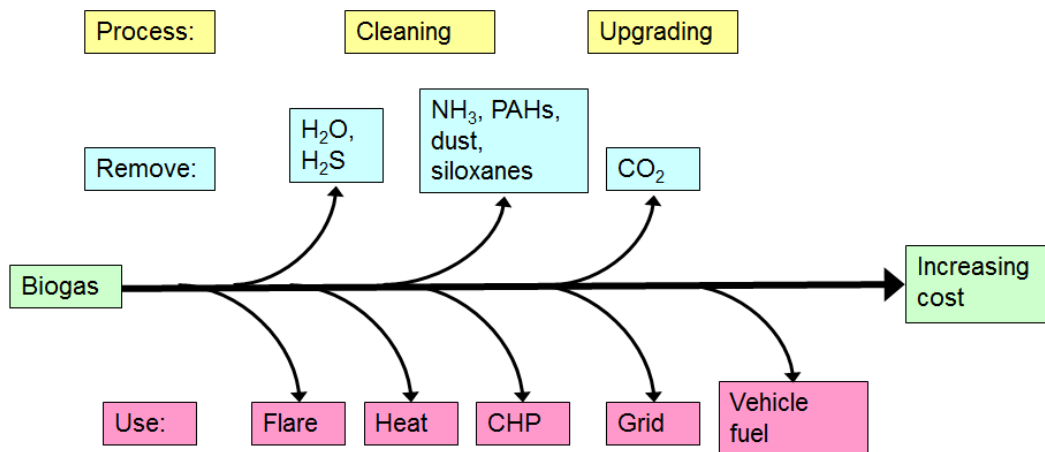 Process:
Cleaning
Upgrading
Remove:
H₂O,
H₂S
NH₃, PAHs,
dust,
siloxanes
CO₂
Biogas
Increasing
cost
Use:
Flare
Heat
CHP
Grid
Vehicle
fuel